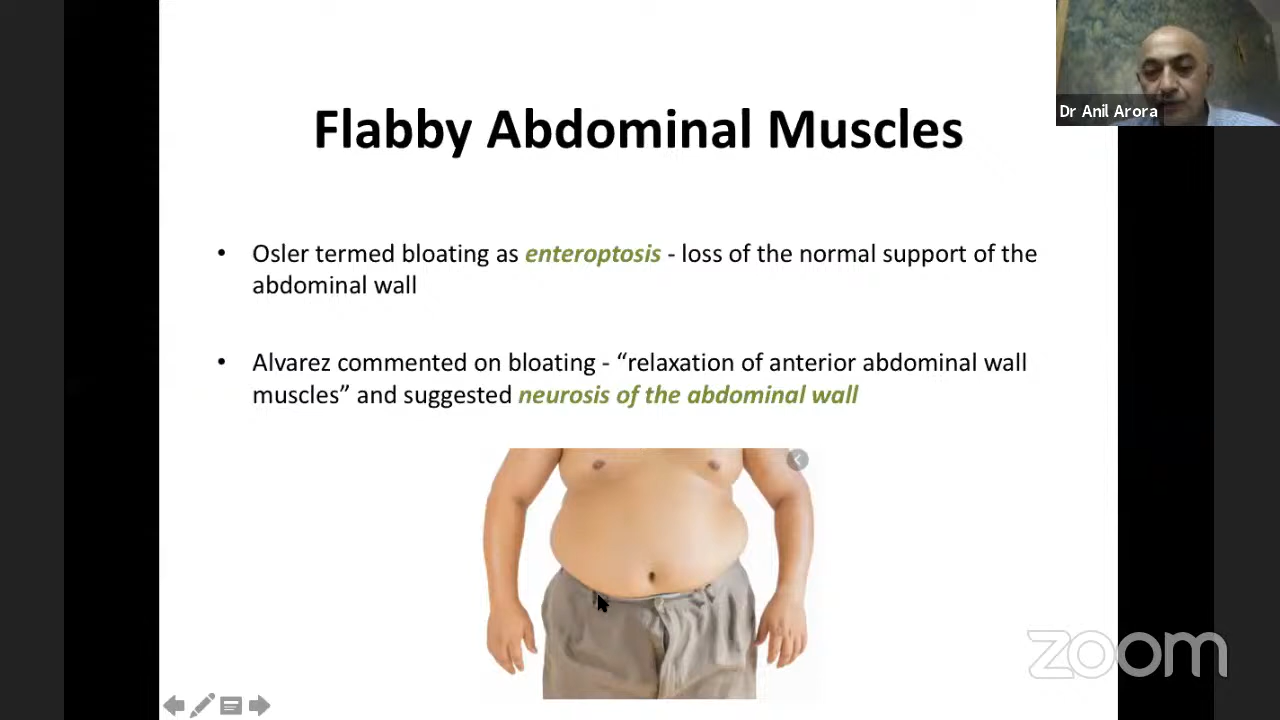 Dr Anil Arora
Flabby Abdominal Muscles
• Osler termed bloating as enteroptosis - loss of the normal support of the
abdominal wall
• Alvarez commented on bloating - “relaxation of anterior abdominal wall
muscles” and suggested neurosis of the abdominal wall
zoom